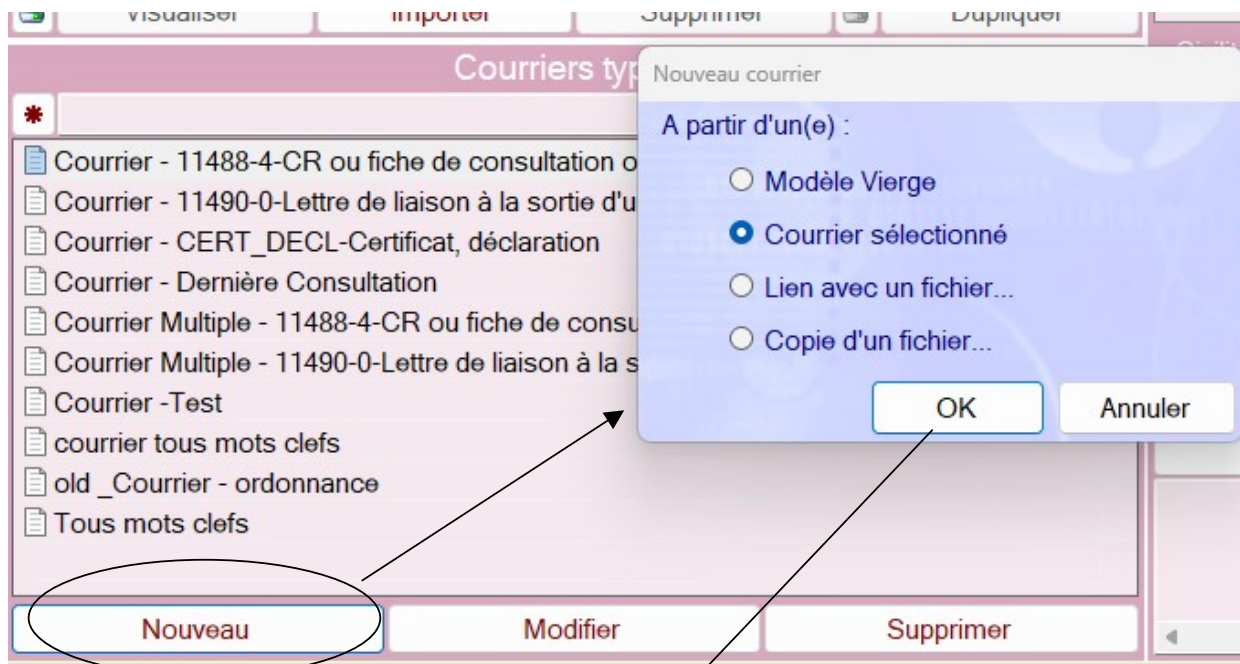 Visualiser Importer Supprimer Dupliquer
Courriers typ
Nouveau courrier
A partir d'un(e) :
Modèle Vierge
Courrier sélectionné
Lien avec un fichier...
Copie d'un fichier...
OK Annuler
Courrier - 11488-4-CR ou fiche de consultation o
Courrier - 11490-0-Lettre de liaison à la sortie d'u
Courrier - CERT_DECL-Certificat, déclaration
Courrier - Dernière Consultation
Courrier Multiple - 11488-4-CR ou fiche de consu
Courrier Multiple - 11490-0-Lettre de liaison à la s
Courrier -Test
courrier tous mots clefs
old _Courrier - ordonnance
Tous mots clefs
Nouveau Modifier Supprimer